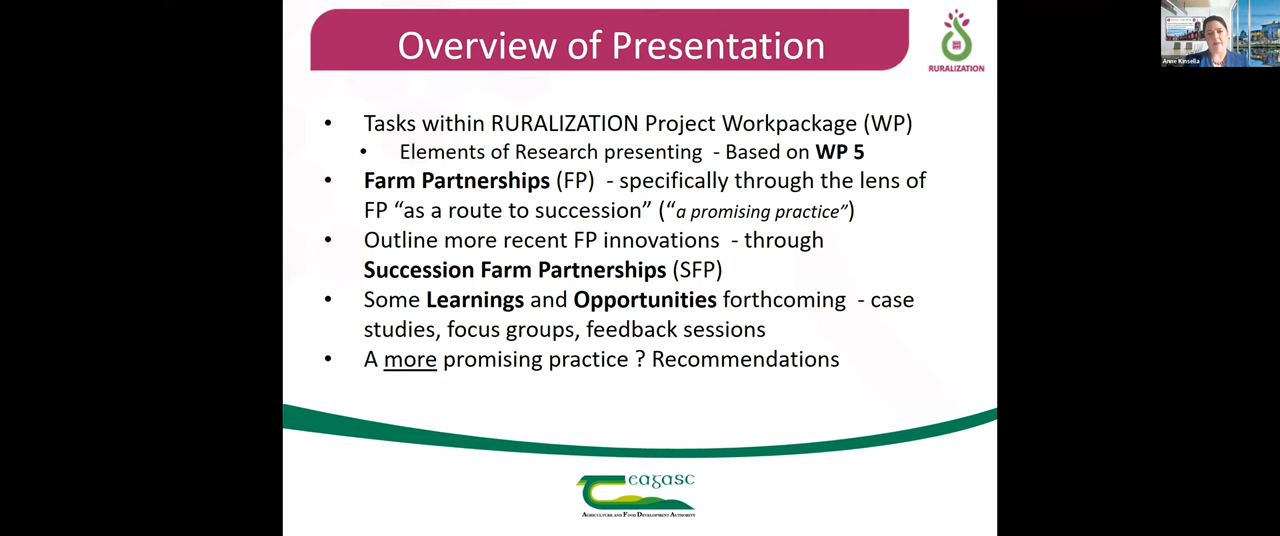 Overview of Presentation
RURALIZATION
Anne Kinsella
• Tasks within RURALIZATION Project Workpackage (WP)
• Elements of Research presenting - Based on WP 5
• Farm Partnerships (FP) - specifically through the lens of
FP “as a route to succession” (“a promising practice”)
• Outline more recent FP innovations - through
Succession Farm Partnerships (SFP)
• Some Learnings and Opportunities forthcoming - case
studies, focus groups, feedback sessions
• A more promising practice ? Recommendations
teagasc
AGRICULTURE AND FOOD DEVELOPMENT AUTHORITY